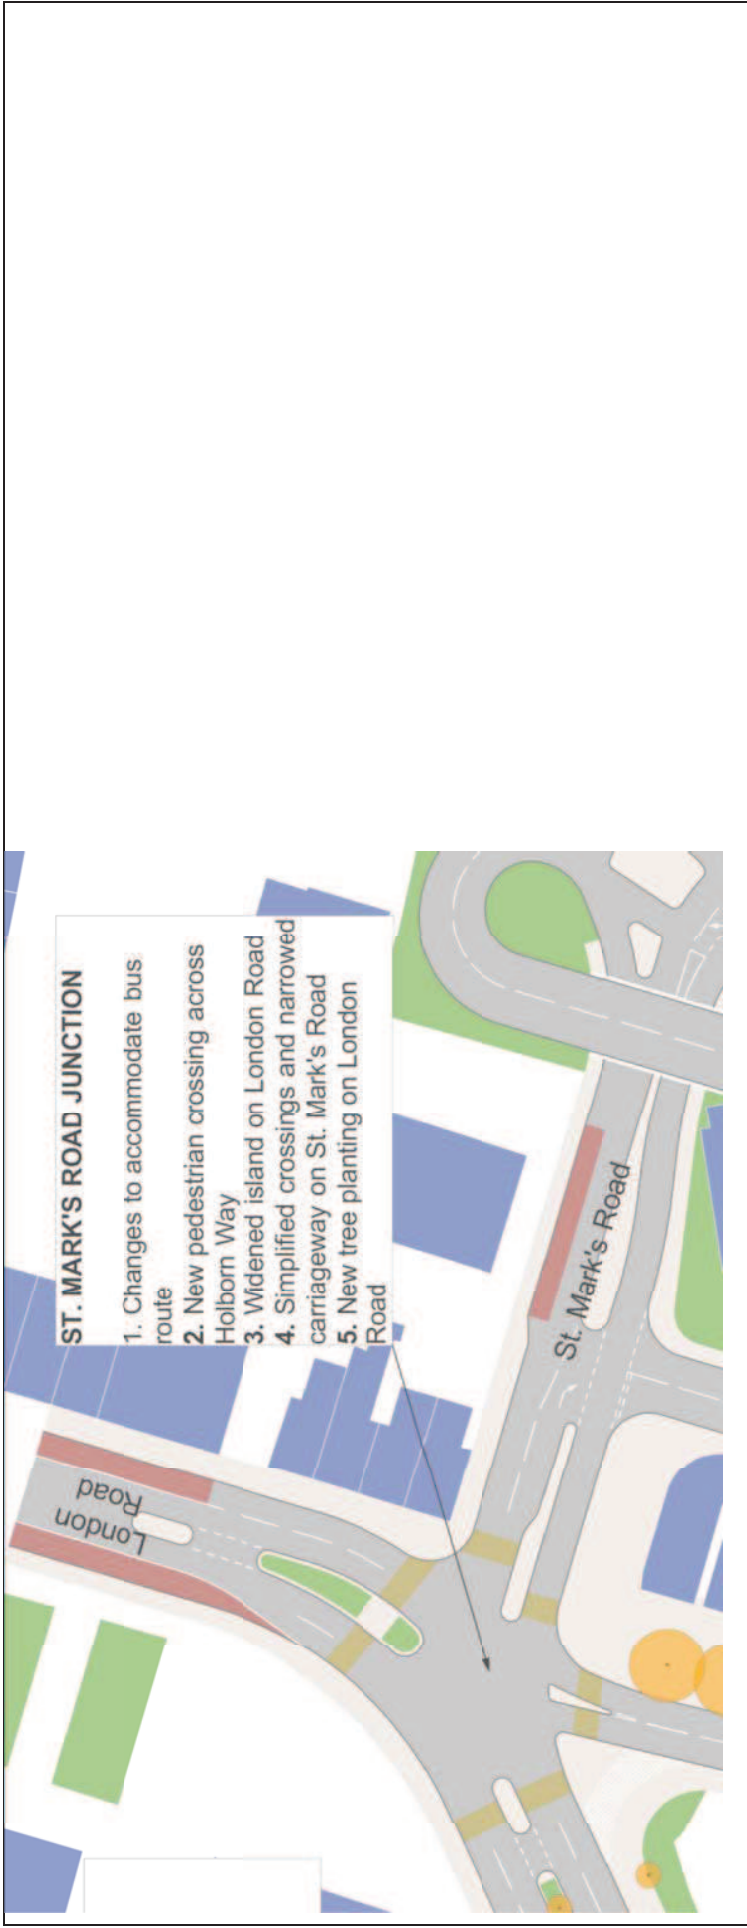 ST. MARK'S ROAD JUNCTION
1. Changes to accommodate bus
route
2. New pedestrian crossing across
Holborn Way
3. Widened island on London Road
4. Simplified crossings and narrowed
carriageway on St. Mark's Road
5. New tree planting on London
Road
London
Road
St. Mark's Road